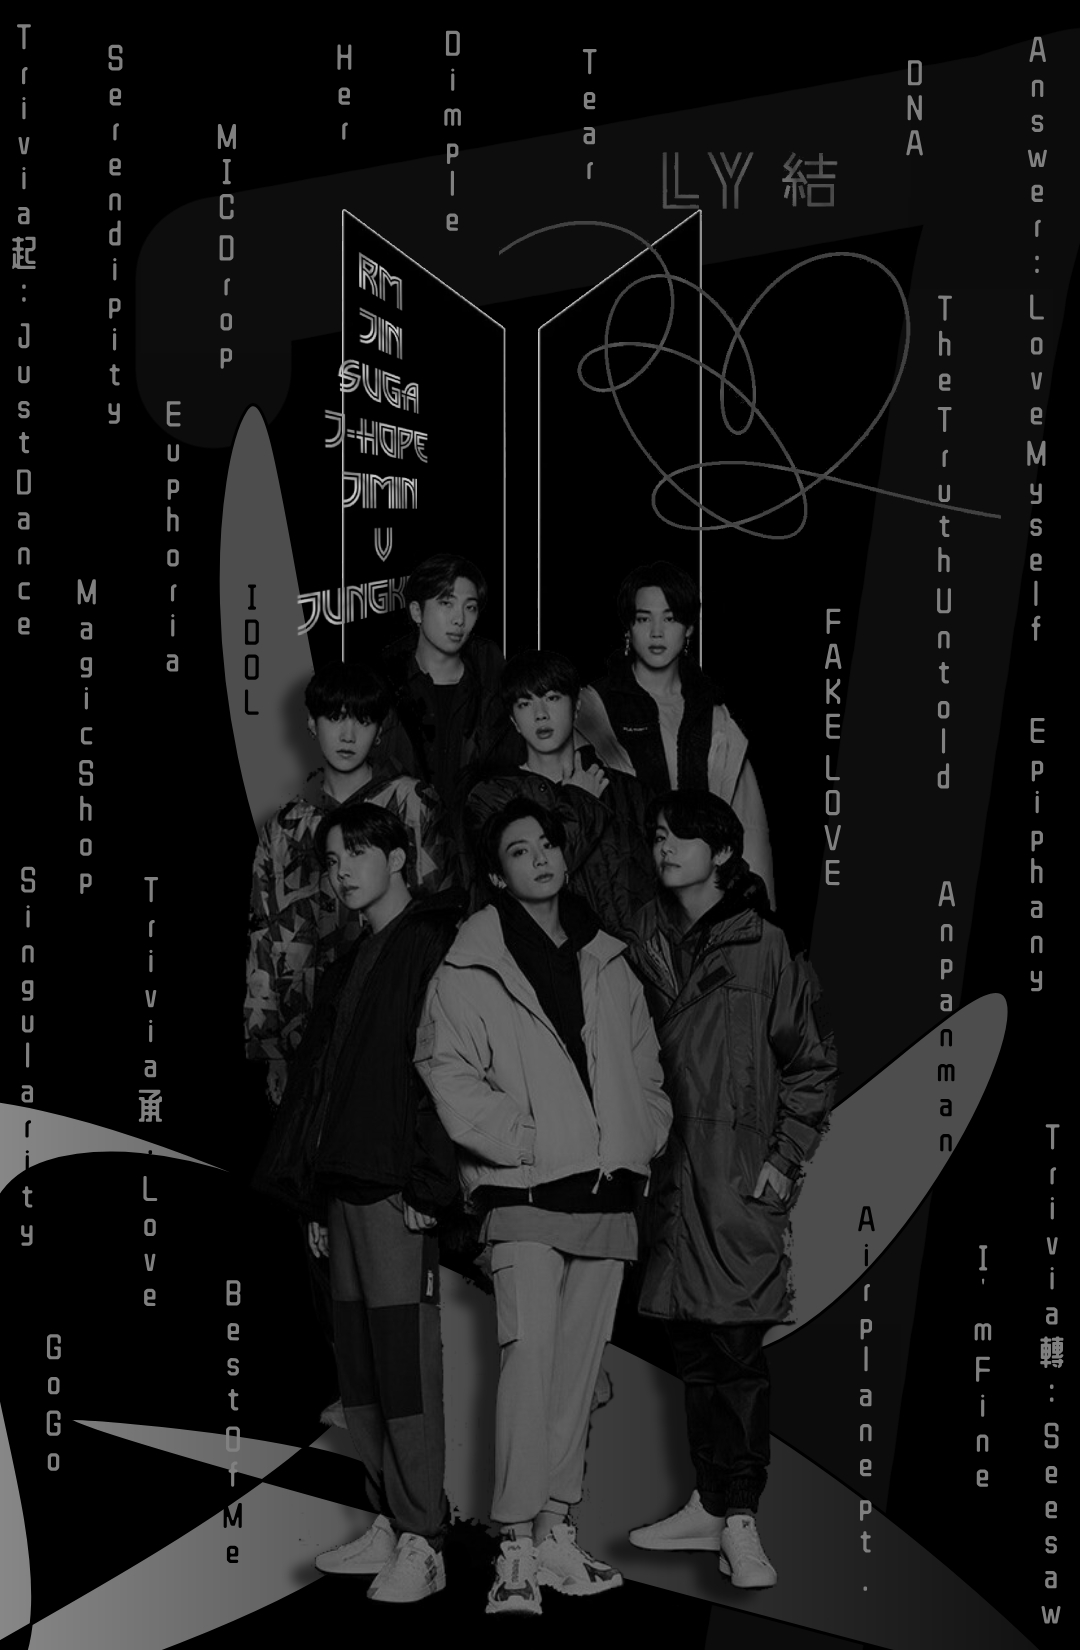 Trivia起:JustDance
Serendipity
MICDrop
Her
Dimple
Tear
DNA
Answer:LoveMyself
LY 結
RM
JIN
SUGA
J-HOPE
JIMIN
V
TheTruthUntold
Euphoria
MagicShop
IDOL
FAKELOVE
Epiphany
Singularity
Trivia承:Love
Anpanman
Airplanept.
I'mFine
Trivia轉:Seesaw
GoGo
BestOfMe